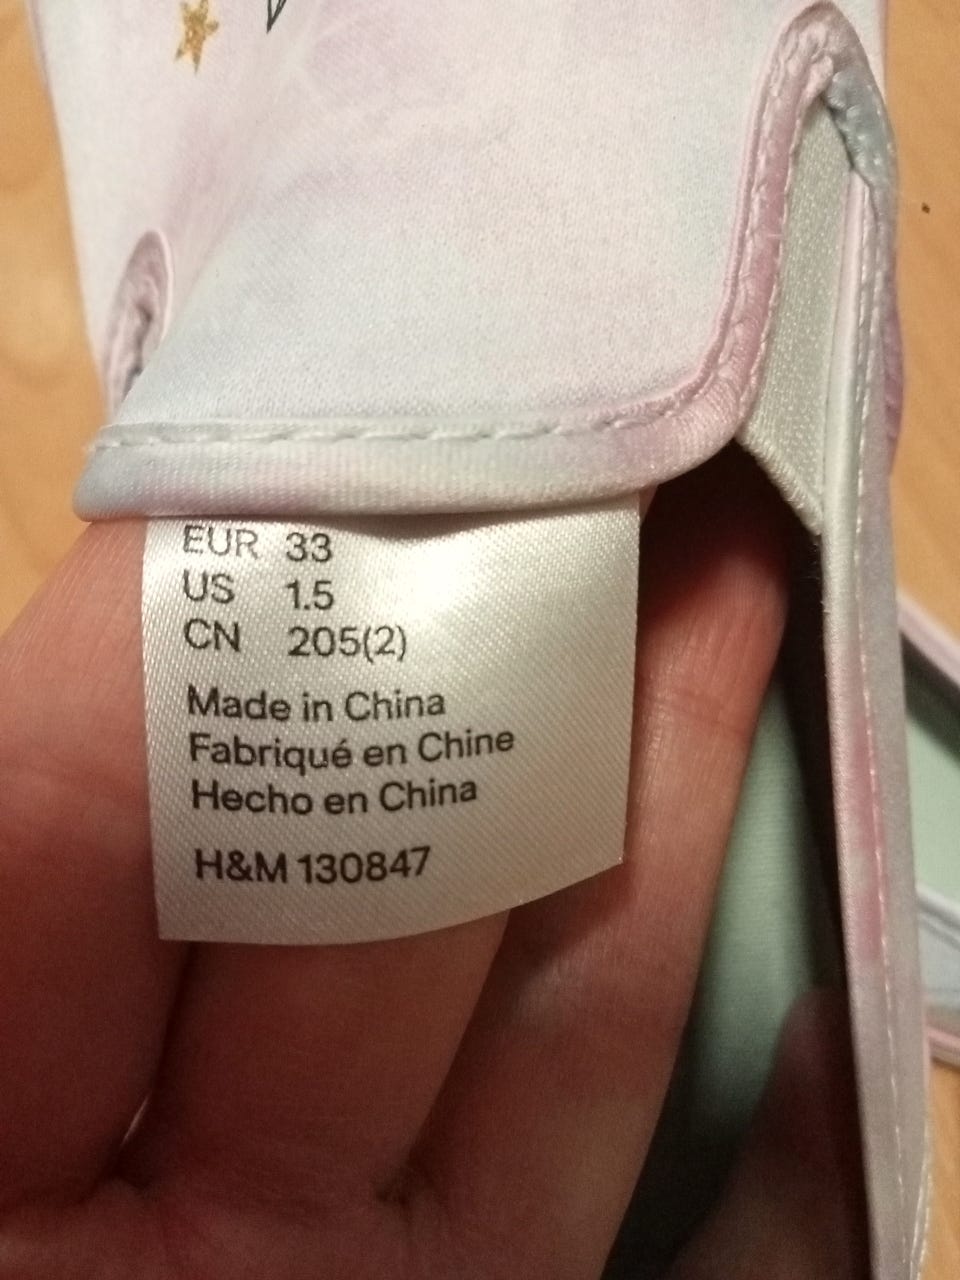 EUR 33
US 1.5
CN 205(2)
Made in China
Fabriqué en Chine
Hecho en China
H&M 130847